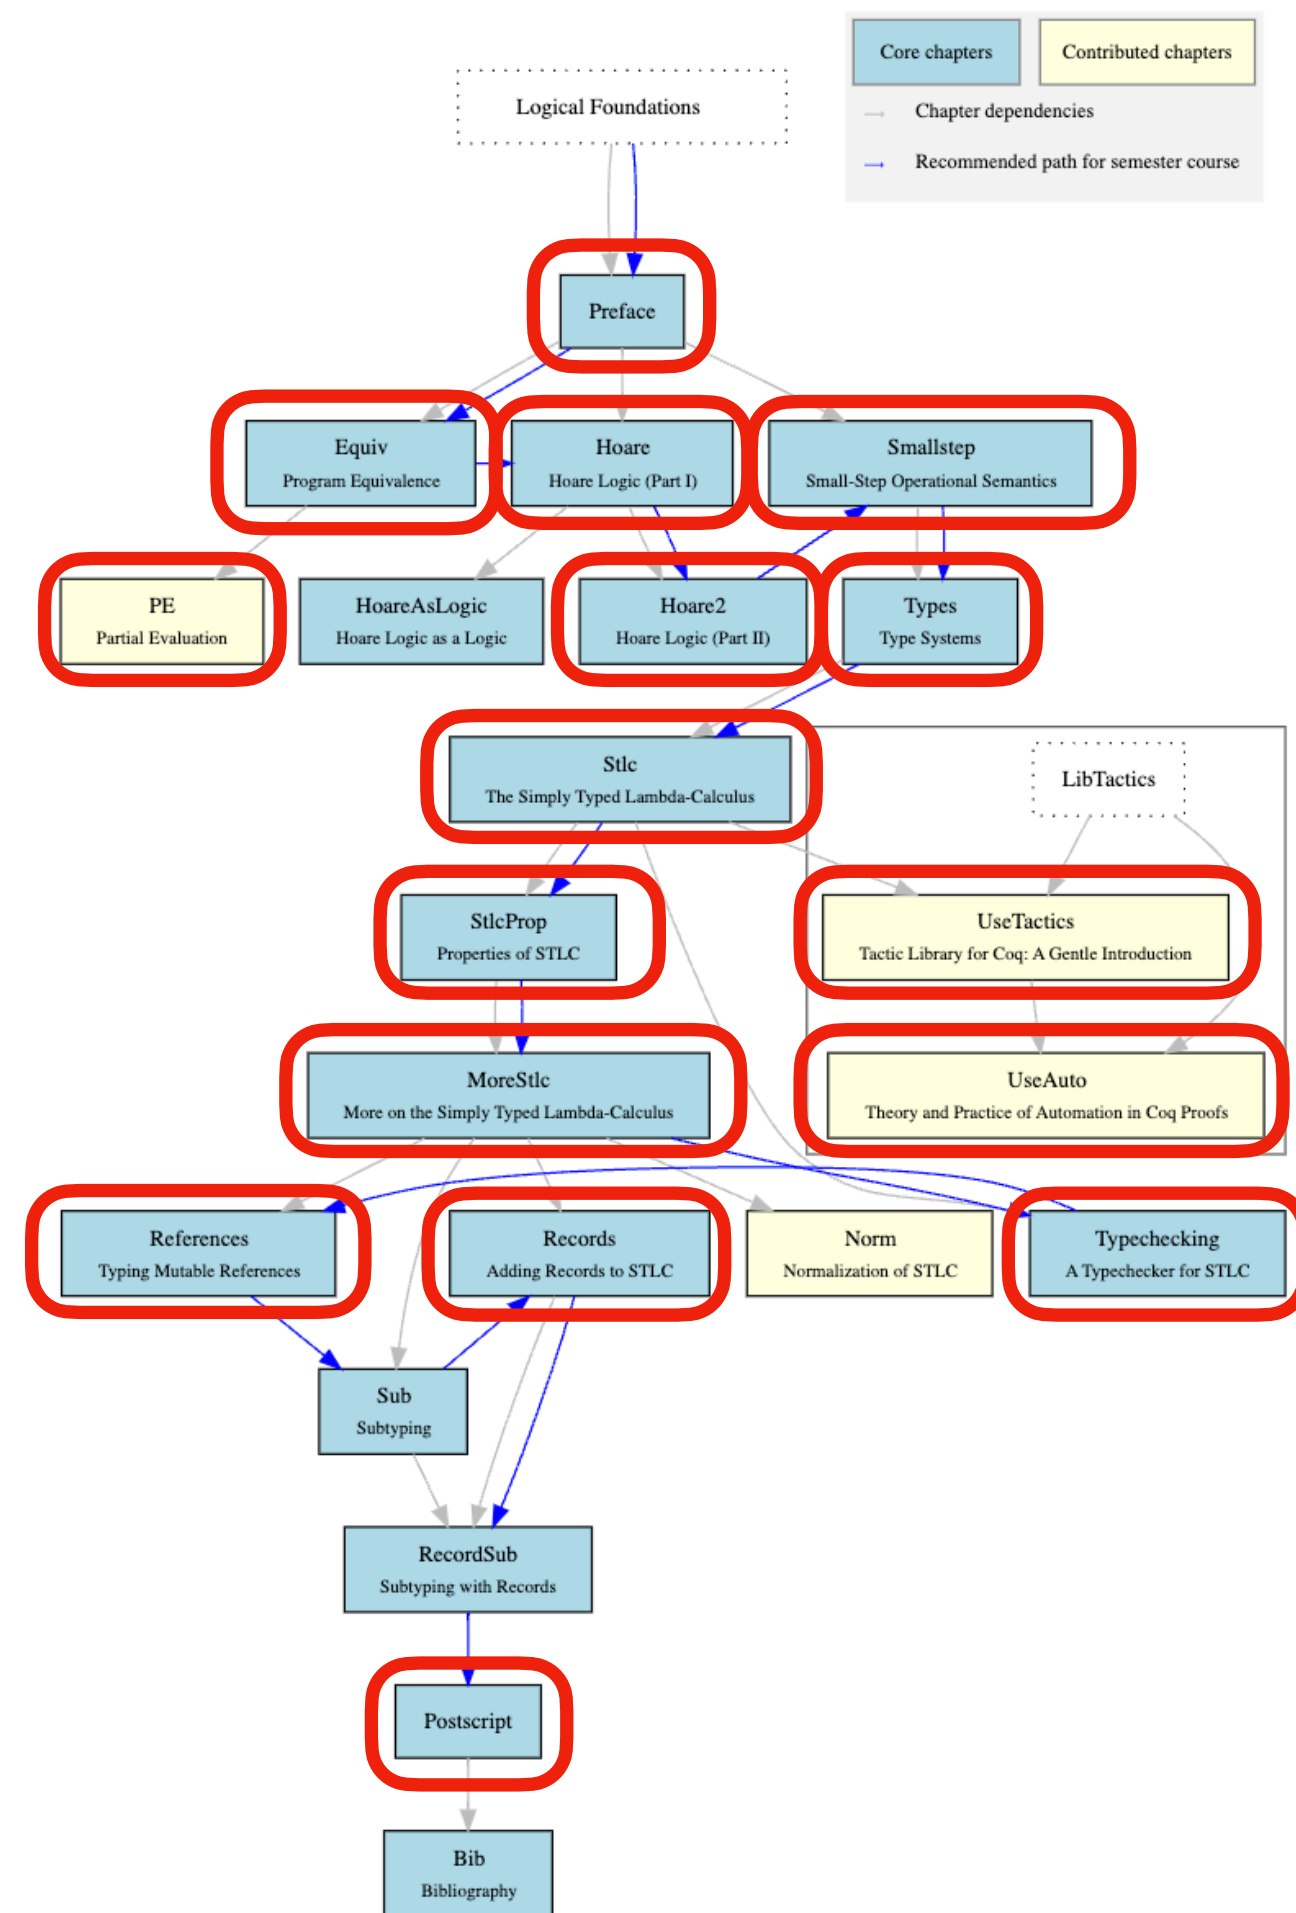 Core chapters
Contributed chapters
Chapter dependencies
Recommended path for semester course
Logical Foundations
Preface
Equiv
Program Equivalence
Hoare
Hoare Logic (Part I)
Smallstep
Small-Step Operational Semantics
PE
Partial Evaluation
HoareAsLogic
Hoare Logic as a Logic
Hoare2
Hoare Logic (Part II)
Types
Type Systems
Stlc
The Simply Typed Lambda-Calculus
LibTactics
StlcProp
Properties of STLC
UseTactics
Tactic Library for Coq: A Gentle Introduction
MoreStlc
More on the Simply Typed Lambda-Calculus
UseAuto
Theory and Practice of Automation in Coq Proofs
References
Typing Mutable References
Records
Adding Records to STLC
Norm
Normalization of STLC
Typechecking
A Typechecker for STLC
Sub
Subtyping
RecordSub
Subtyping with Records
Postscript
Bib
Bibliography